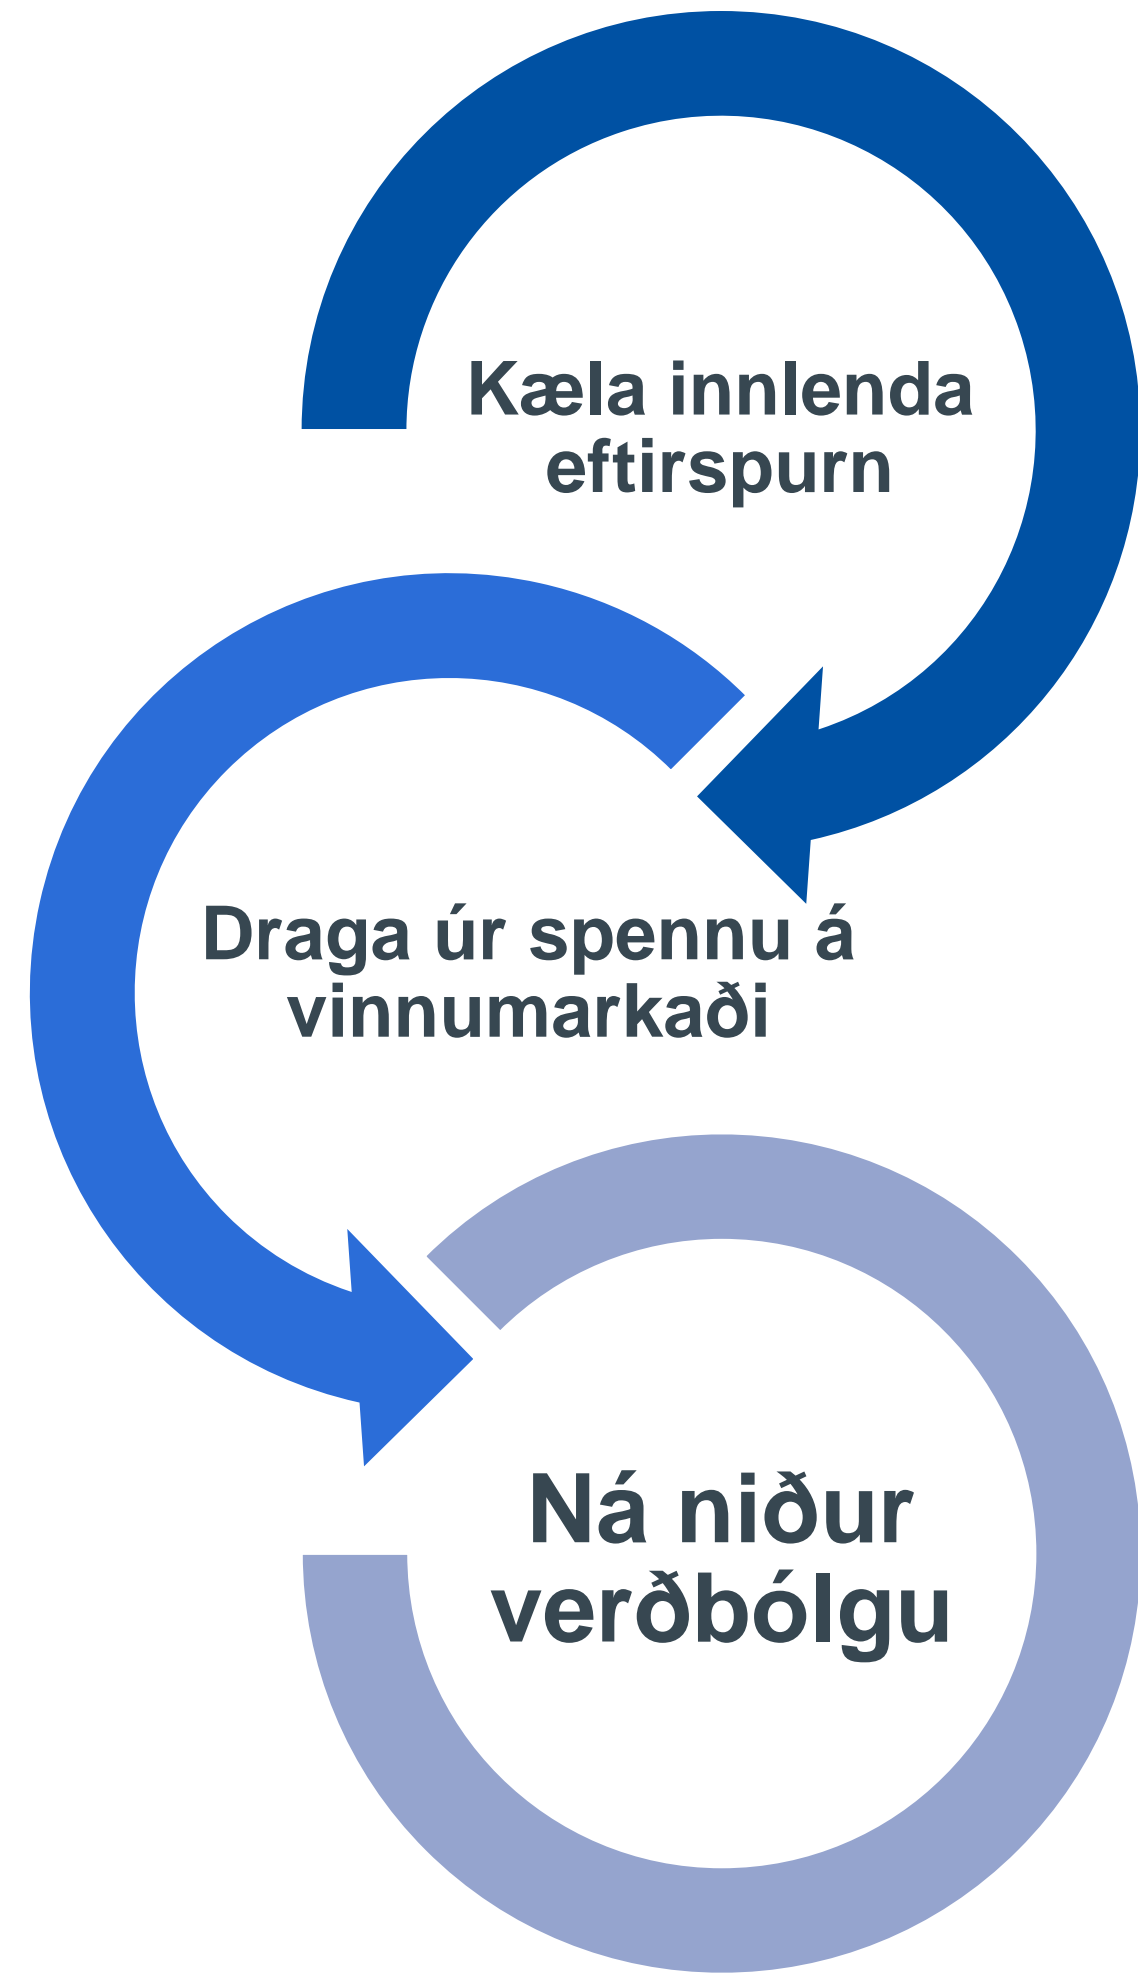 Kæla innlenda
eftirspurn
Draga úr spennu á
vinnumarkaði
Ná niður
verðbólgu